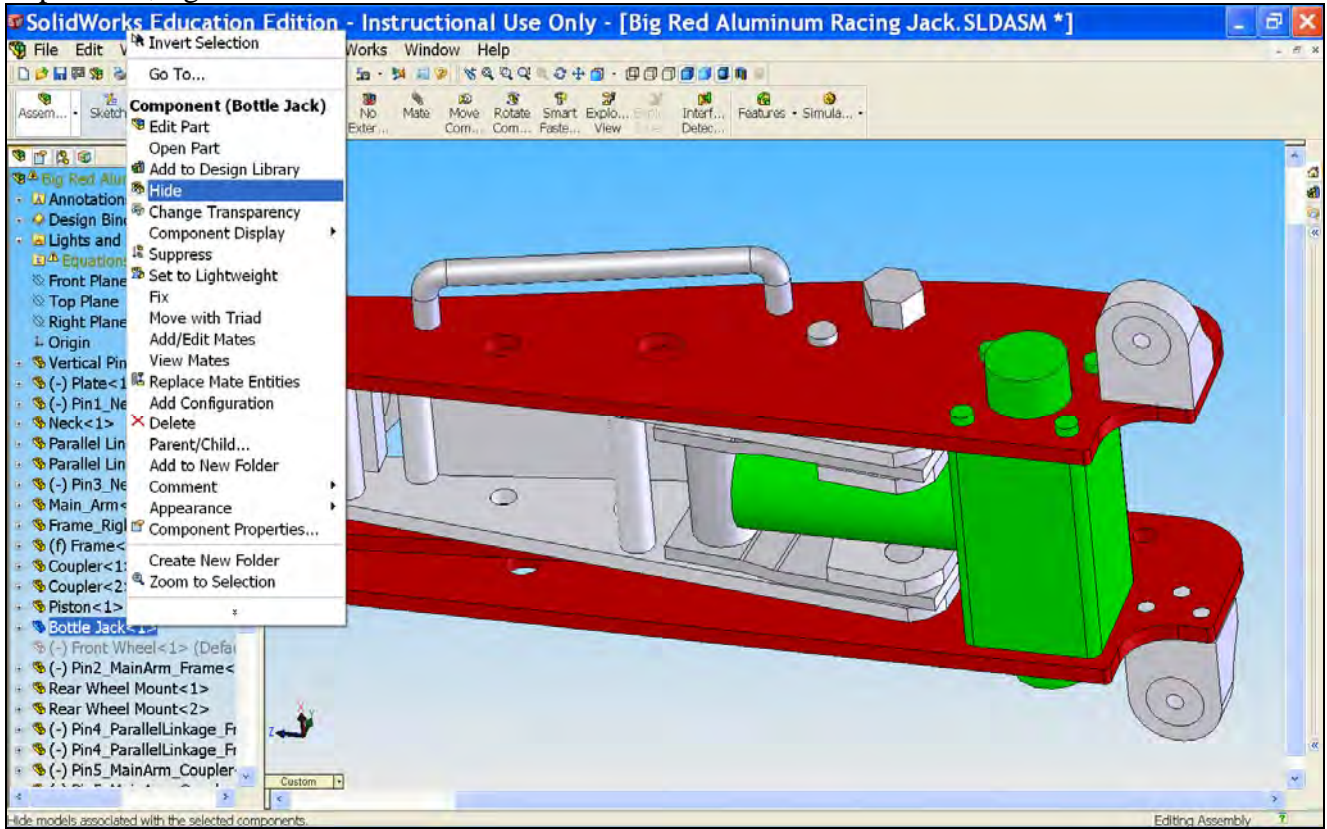 SolidWorks Education Edition - Instructional Use Only - [Big Red Aluminum Racing Jack.SLDASM *]
File Edit V Works Window Help
Invert Selection
Go To...
Component (Bottle Jack)
Edit Part
Open Part
Add to Design Library
Hide
Change Transparency
Component Display
Suppress
Set to Lightweight
Fix
Move with Triad
Add/Edit Mates
View Mates
Replace Mate Entities
Add Configuration
Delete
Parent/Child...
Add to New Folder
Comment
Appearance
Component Properties...
Create New Folder
Zoom to Selection
Assem... Sketch No Exter... Mate Move Com... Rotate Com... Smart Faste... Explo... View Interf... Detec... Features Simula...
Big Red Alu
Annotation
Design Bin
Lights and
Equations
Front Plane
Top Plane
Right Plane
Origin
Vertical Pin
(-) Plate<1
(-) Pin1_Ne
Neck<1>
Parallel Lin
Parallel Lin
(-) Pin3_Ne
Main_Arm<
Frame_Rigl
(f) Frame<
Coupler<1
Coupler<2
Piston<1>
Bottle Jack<1>
(-) Front Wheel<1> (Defa
(-) Pin2_MainArm_Frame<
Rear Wheel Mount<1>
Rear Wheel Mount<2>
(-) Pin4_ParallelLinkage_Fr
(-) Pin4_ParallelLinkage_Fr
(-) Pin5_MainArm_Coupler
Z Y X
Custom
Hide models associated with the selected components. Editing Assembly